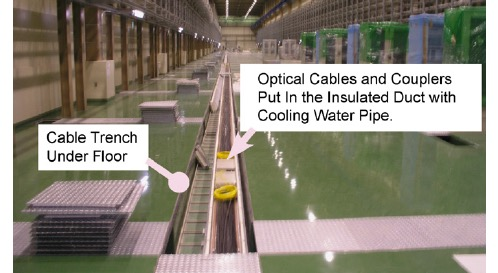 Optical Cables and Couplers
Put In the Insulated Duct with
Cooling Water Pipe.
Cable Trench
Under Floor